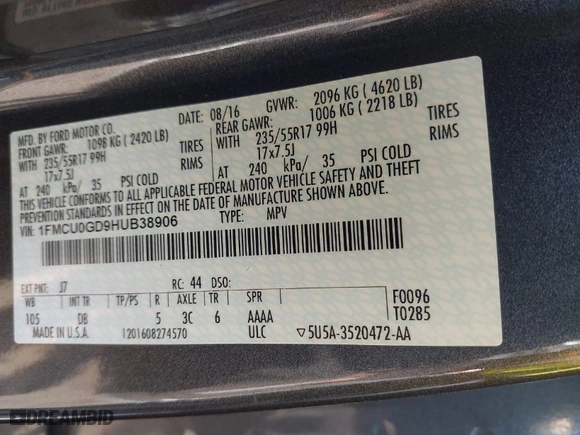 MFD. BY FORD MOTOR CO.
08/16 GVWR: 2096 KG ( 4620 LB)
FRONT GAWR: 1098 KG ( 2420 LB)
REAR GAWR: 1006 KG ( 2218 LB)
WITH 235/55R17 99H TIRES
WITH 235/55R17 99H TIRES
17x7.5J RIMS
17x7.5J RIMS
AT 240 kPa/ 35 PSI COLD
AT 240 kPa/ 35 PSI COLD
THIS VEHICLE CONFORMS TO ALL APPLICABLE FEDERAL MOTOR VEHICLE SAFETY AND THEFT
PREVENTION STANDARDS IN EFFECT ON THE DATE OF MANUFACTURE SHOWN ABOVE.
VIN: 1FMCU0GD9HUB38906 TYPE: MPV
EXT PNT: J7 RC: 44 DSO:
WB INT TR TP/PS R AXLE TR SPR F0096
105 DB 5 3C 6 AAAA T0285
MADE IN U.S.A. 1201608274570 ULC ▽5U5A-3520472-AA
DREAMBID